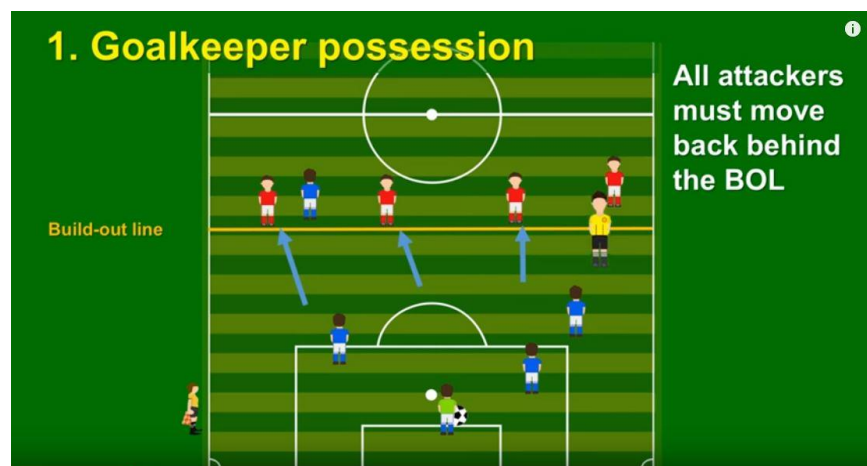 1. Goalkeeper possession
All attackers
must move
back behind
the BOL
Build-out line